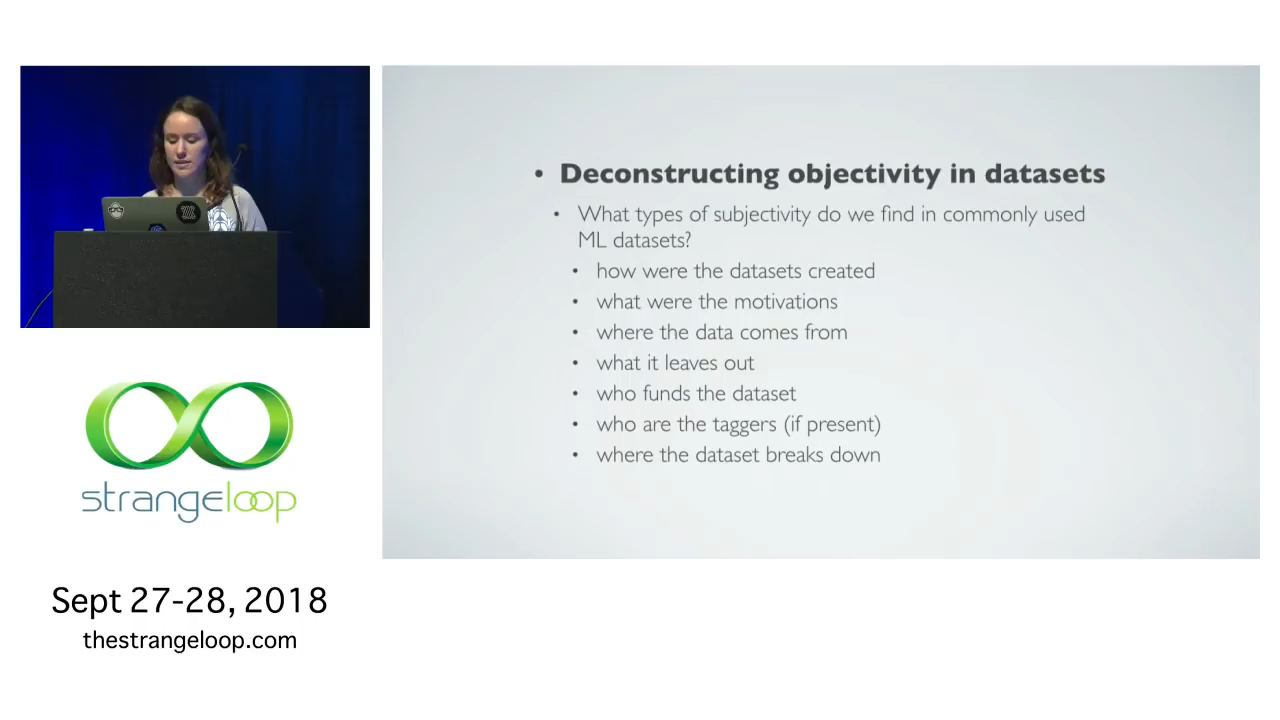 • Deconstructing objectivity in datasets
• What types of subjectivity do we find in commonly used
ML datasets?
• how were the datasets created
• what were the motivations
• where the data comes from
• what it leaves out
• who funds the dataset
• who are the taggers (if present)
• where the dataset breaks down
strangeloop
Sept 27-28, 2018
thestrangeloop.com